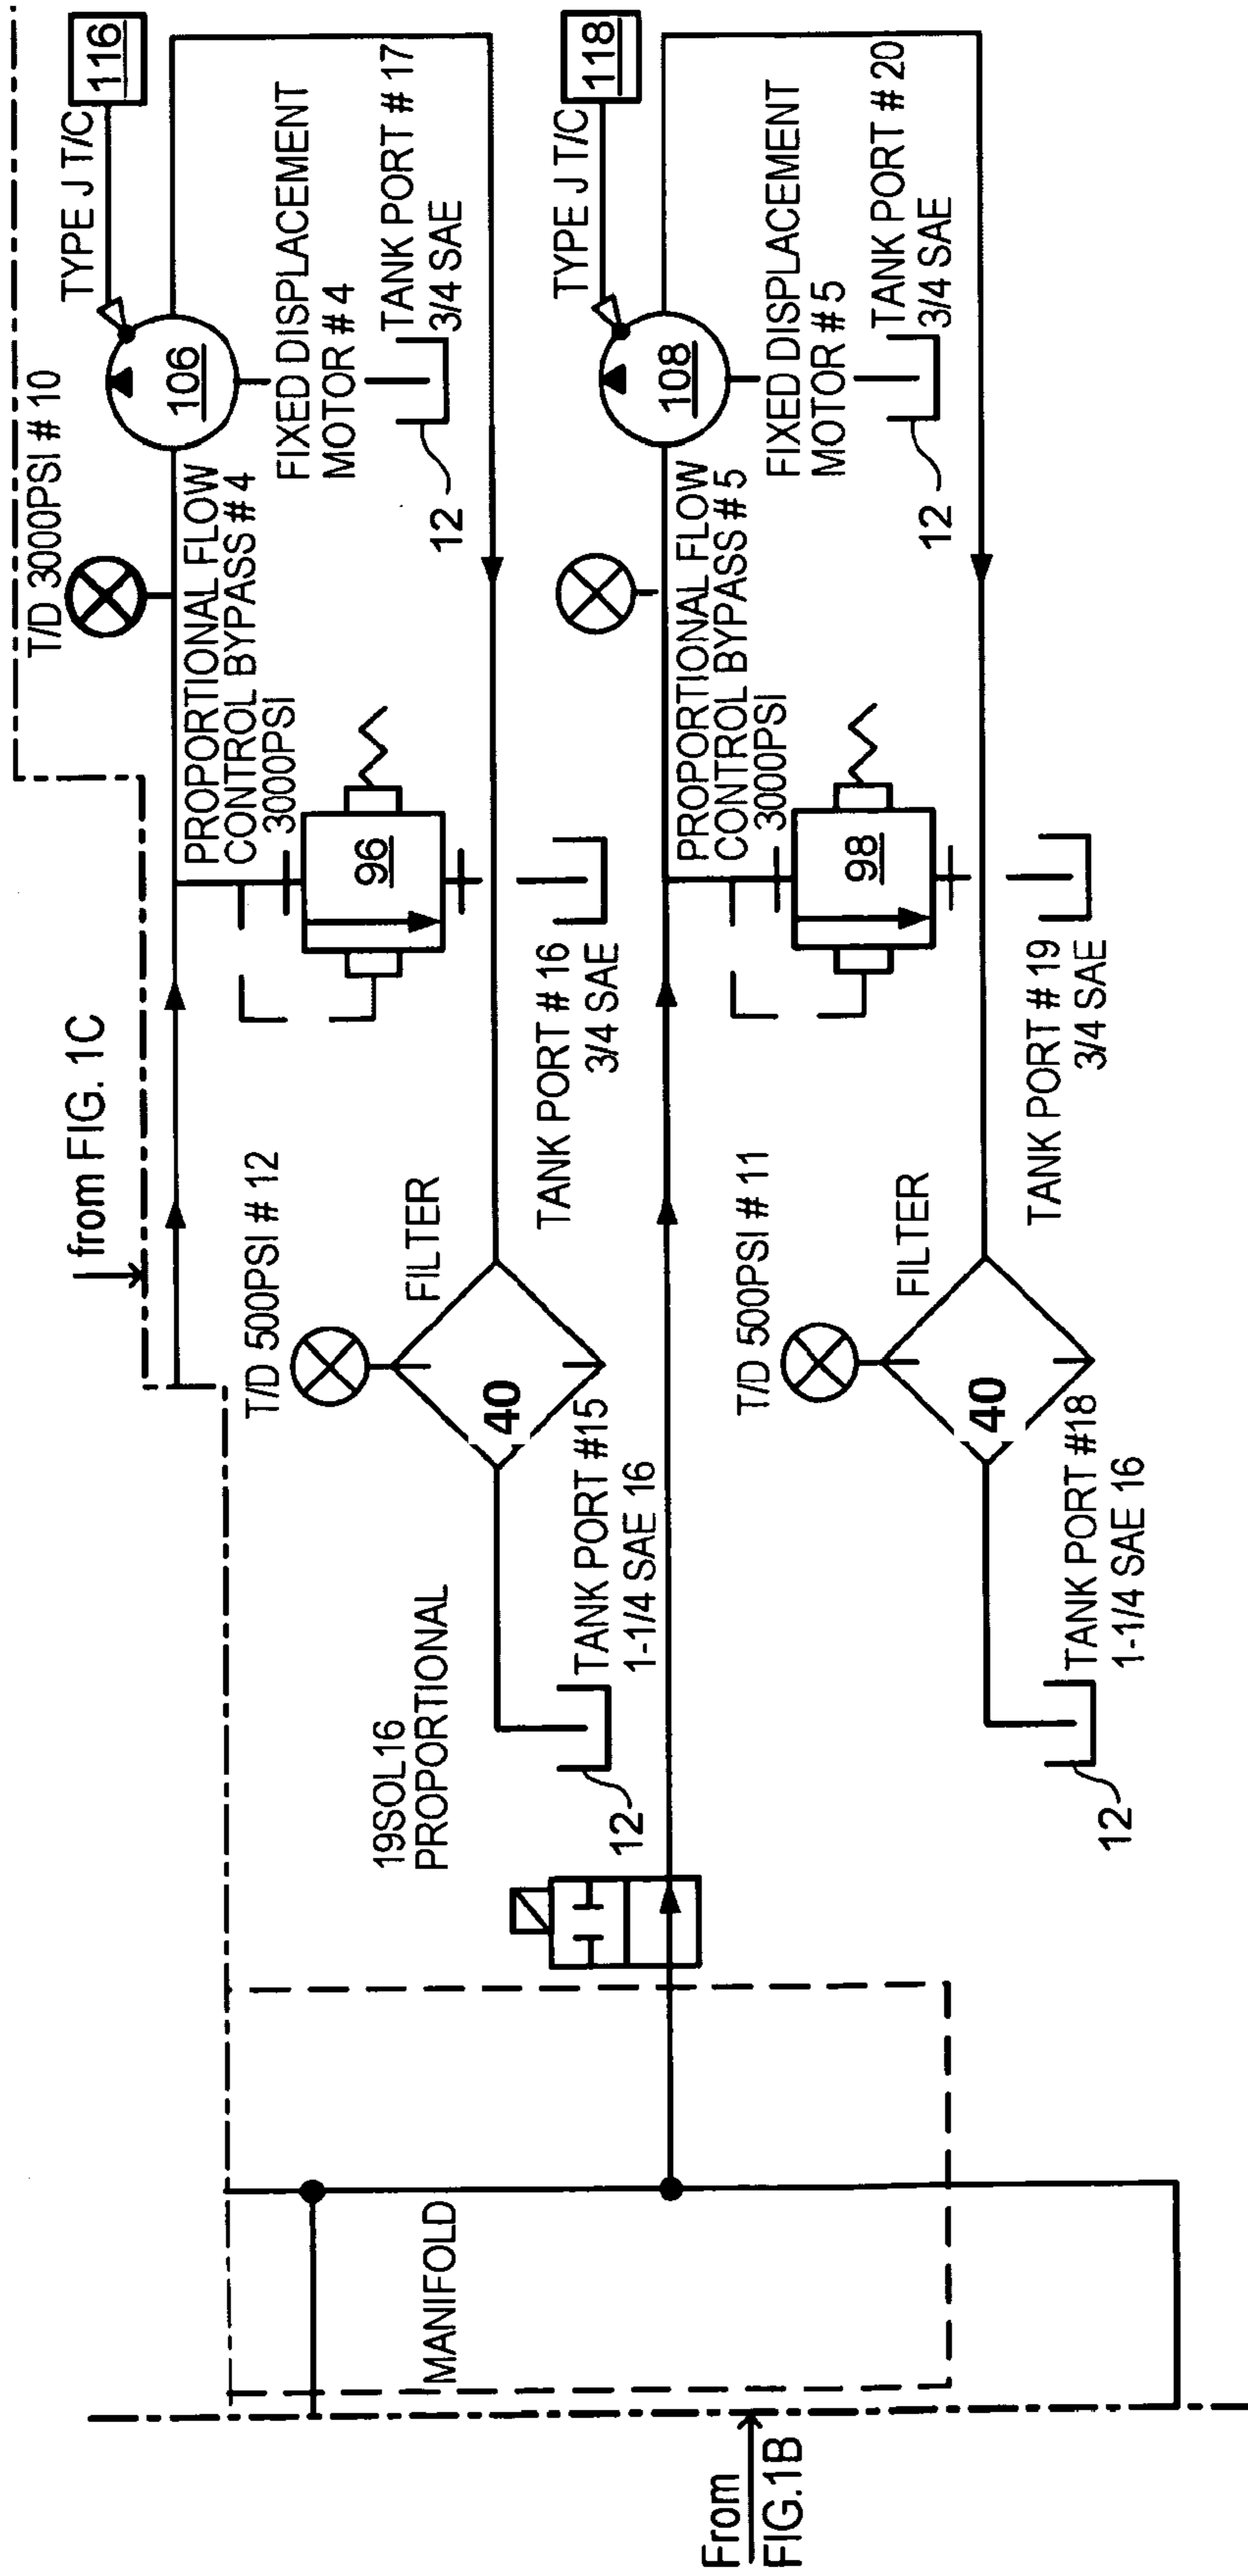 from FIG. 1C
T/D 3000PSI # 10
TYPE J T/C
116
106
PROPORTIONAL FLOW
CONTROL BYPASS # 4
3000PSI
FIXED DISPLACEMENT
MOTOR # 4
TANK PORT # 17
3/4 SAE
12
96
TANK PORT # 16
3/4 SAE
T/D 500PSI # 12
FILTER
40
TANK PORT #15
1-1/4 SAE 16
12
19SOL16
PROPORTIONAL
TYPE J T/C
118
108
PROPORTIONAL FLOW
CONTROL BYPASS # 5
3000PSI
FIXED DISPLACEMENT
MOTOR # 5
TANK PORT # 20
3/4 SAE
12
98
TANK PORT # 19
3/4 SAE
T/D 500PSI # 11
FILTER
40
TANK PORT #18
1-1/4 SAE 16
12
MANIFOLD
From
FIG.1B